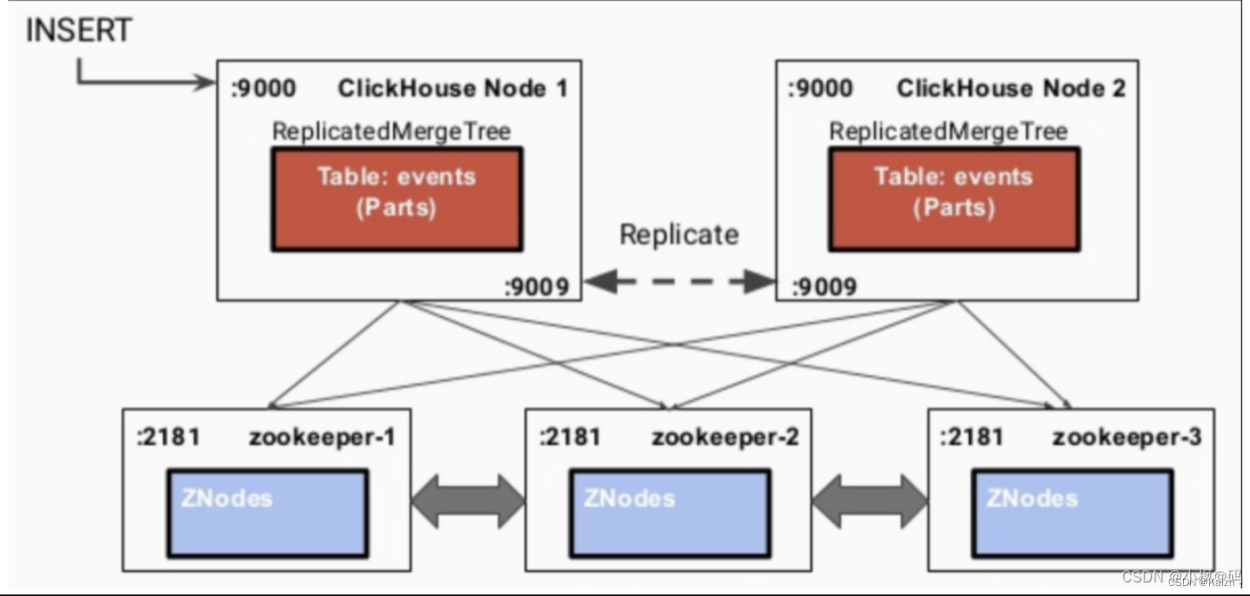 INSERT
:9000 ClickHouse Node 1
ReplicatedMergeTree
Table: events
(Parts)
:9009
Replicate
:9000 ClickHouse Node 2
ReplicatedMergeTree
Table: events
(Parts)
:9009
:2181 zookeeper-1
ZNodes
:2181 zookeeper-2
ZNodes
:2181 zookeeper-3
ZNodes
CSDN
CSDN